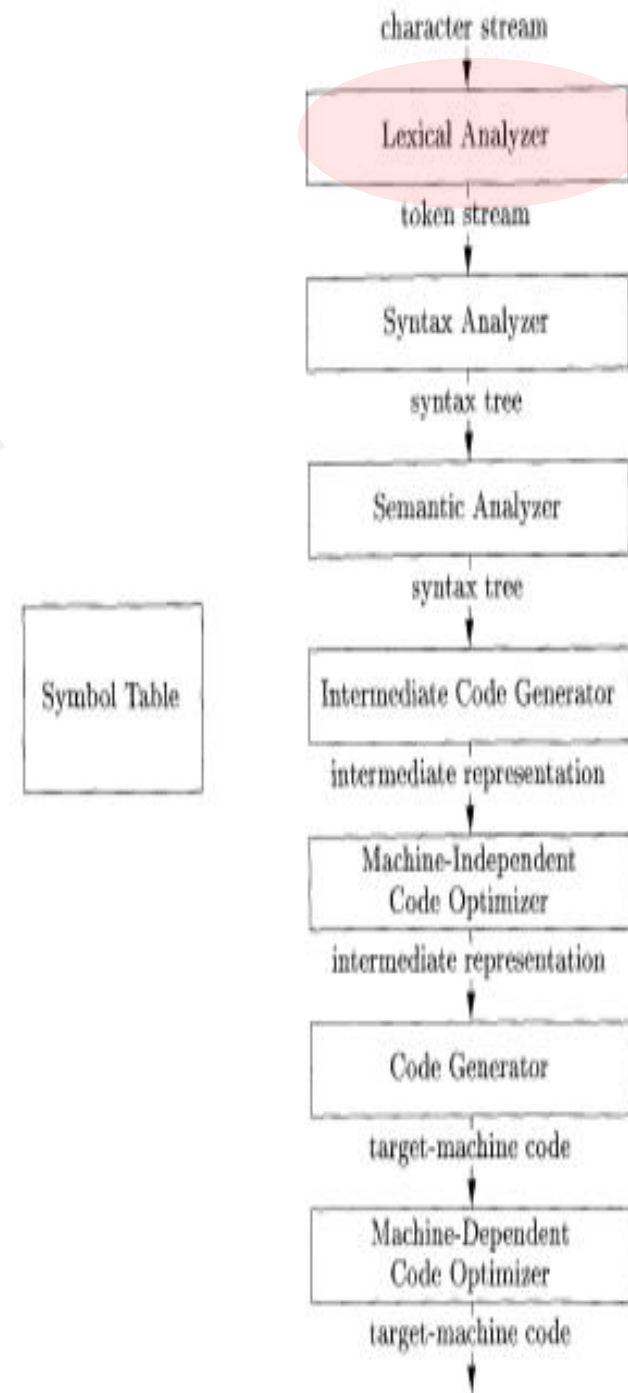 character stream
Lexical Analyzer
token stream
Syntax Analyzer
syntax tree
Semantic Analyzer
syntax tree
Symbol Table
Intermediate Code Generator
intermediate representation
Machine-Independent
Code Optimizer
intermediate representation
Code Generator
target-machine code
Machine-Dependent
Code Optimizer
target-machine code